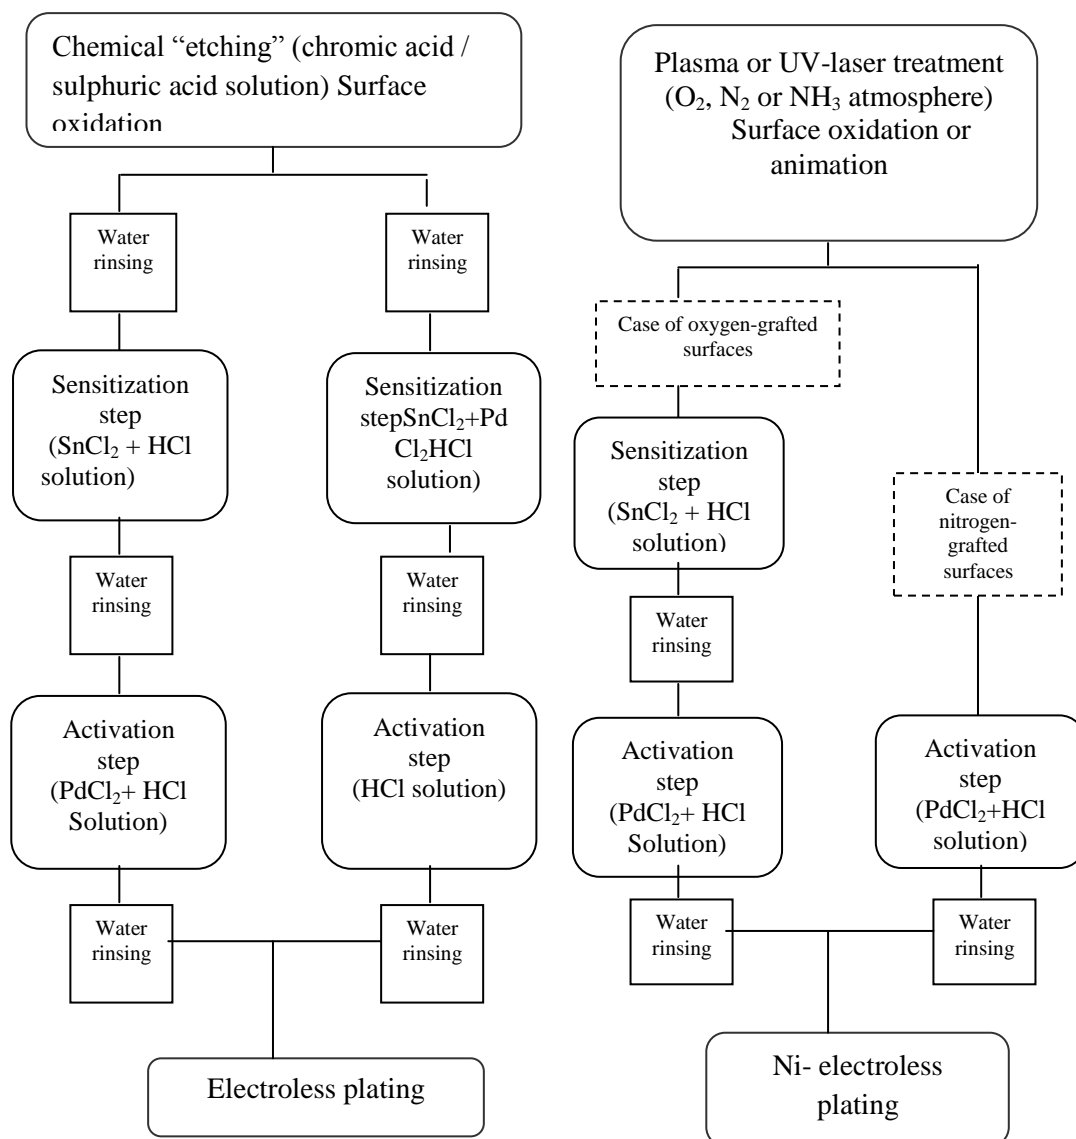 Chemical “etching” (chromic acid /
sulphuric acid solution) Surface
oxidation
Water
rinsing
Sensitization
step
(SnCl₂ + HCl
solution)
Water
rinsing
Activation
step
(PdCl₂+ HCl
Solution)
Water
rinsing
Water
rinsing
Sensitization
stepSnCl₂+Pd
Cl₂HCl
solution)
Water
rinsing
Activation
step
(HCl solution)
Water
rinsing
Electroless plating
Plasma or UV-laser treatment
(O₂, N₂ or NH₃ atmosphere)
Surface oxidation or
animation
Case of oxygen-grafted
surfaces
Sensitization
step
(SnCl₂ + HCl
solution)
Water
rinsing
Activation
step
(PdCl₂+ HCl
Solution)
Water
rinsing
Case of
nitrogen-
grafted
surfaces
Activation
step
(PdCl₂+HCl
solution)
Water
rinsing
Ni- electroless
plating